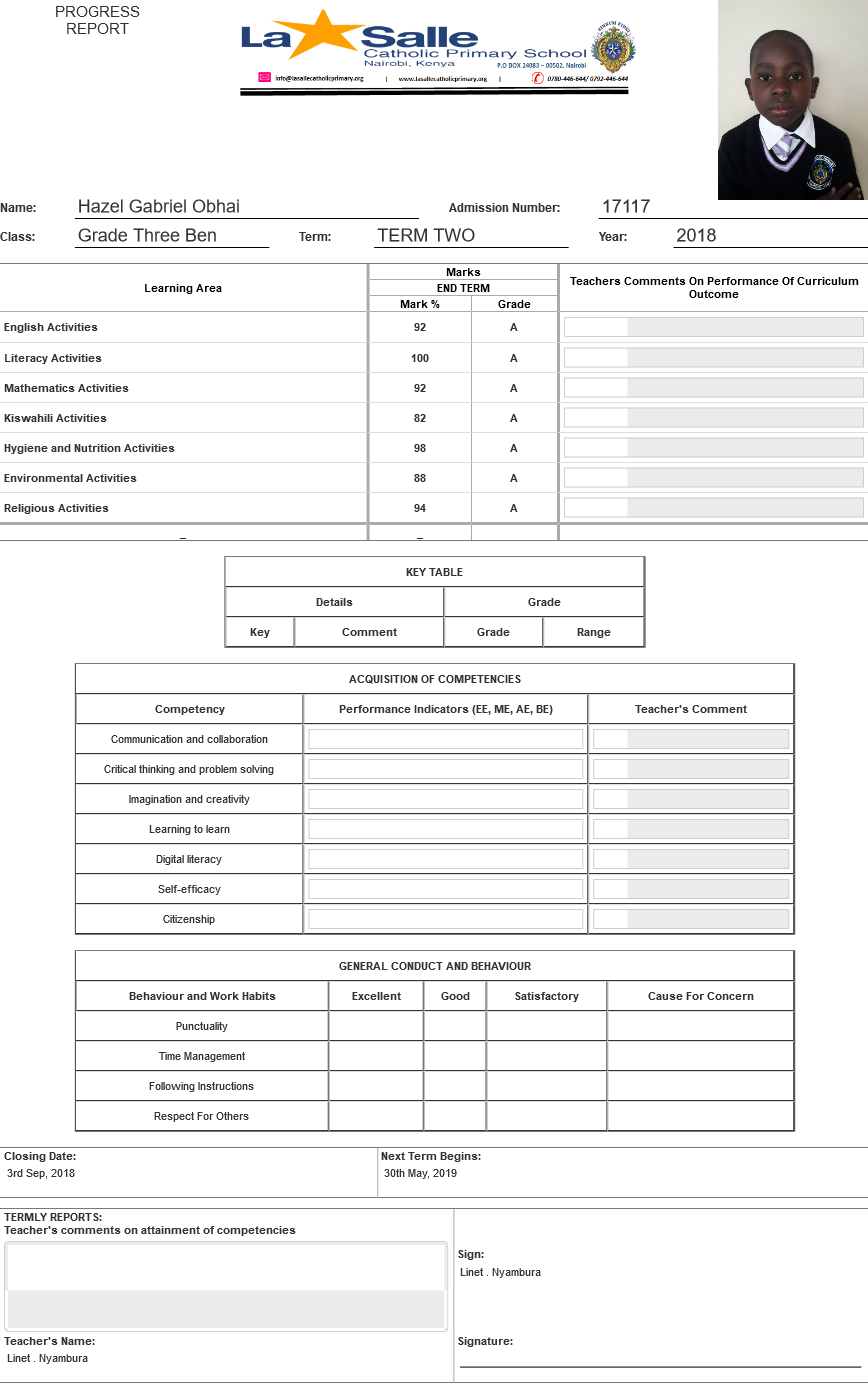 PROGRESS
REPORT
La Salle
Catholic Primary School
Nairobi, Kenya
P.O BOX 24083 – 00502, Nairobi
info@lasallecatholicprimary.org | www.lasallecatholicprimary.org | 0780-446-644/ 0792-446-644
Name: Hazel Gabriel Obhai Admission Number: 17117
Class: Grade Three Ben Term: TERM TWO Year: 2018
Learning Area Marks Teachers Comments On Performance Of Curriculum Outcome
END TERM
Mark % Grade
English Activities 92 A
Literacy Activities 100 A
Mathematics Activities 92 A
Kiswahili Activities 82 A
Hygiene and Nutrition Activities 98 A
Environmental Activities 88 A
Religious Activities 94 A
_ _
KEY TABLE
Details Grade
Key Comment Grade Range
ACQUISITION OF COMPETENCIES
Competency Performance Indicators (EE, ME, AE, BE) Teacher's Comment
Communication and collaboration
Critical thinking and problem solving
Imagination and creativity
Learning to learn
Digital literacy
Self-efficacy
Citizenship
GENERAL CONDUCT AND BEHAVIOUR
Behaviour and Work Habits Excellent Good Satisfactory Cause For Concern
Punctuality
Time Management
Following Instructions
Respect For Others
Closing Date: Next Term Begins:
3rd Sep, 2018 30th May, 2019
TERMLY REPORTS:
Teacher's comments on attainment of competencies
Sign:
Linet . Nyambura
Teacher's Name: Signature:
Linet . Nyambura